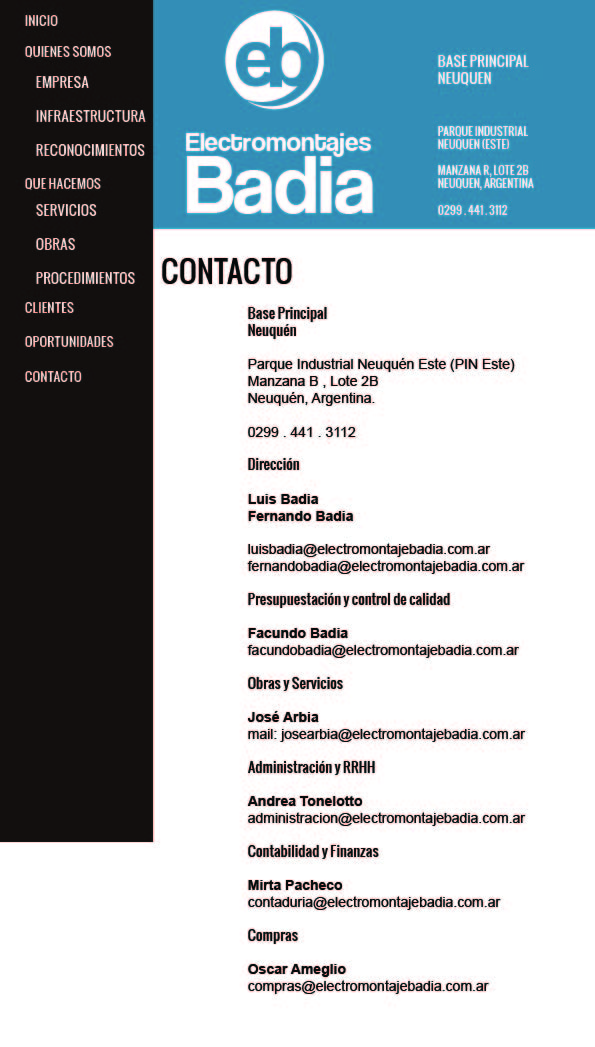 INICIO
QUIENES SOMOS
EMPRESA
INFRAESTRUCTURA
RECONOCIMIENTOS
QUE HACEMOS
SERVICIOS
OBRAS
PROCEDIMIENTOS
CLIENTES
OPORTUNIDADES
CONTACTO
eb
Electromontajes
Badia
BASE PRINCIPAL
NEUQUEN
PARQUE INDUSTRIAL
NEUQUEN (ESTE)
MANZANA R, LOTE 2B
NEUQUEN, ARGENTINA
0299 . 441 . 3112
CONTACTO
Base Principal
Neuquén
Parque Industrial Neuquén Este (PIN Este)
Manzana B , Lote 2B
Neuquén, Argentina.
0299 . 441 . 3112
Dirección
Luis Badia
Fernando Badia
luisbadia@electromontajebadia.com.ar
fernandobadia@electromontajebadia.com.ar
Presupuestación y control de calidad
Facundo Badia
facundobadia@electromontajebadia.com.ar
Obras y Servicios
José Arbia
mail: josearbia@electromontajebadia.com.ar
Administración y RRHH
Andrea Tonelotto
administracion@electromontajebadia.com.ar
Contabilidad y Finanzas
Mirta Pacheco
contaduria@electromontajebadia.com.ar
Compras
Oscar Ameglio
compras@electromontajebadia.com.ar